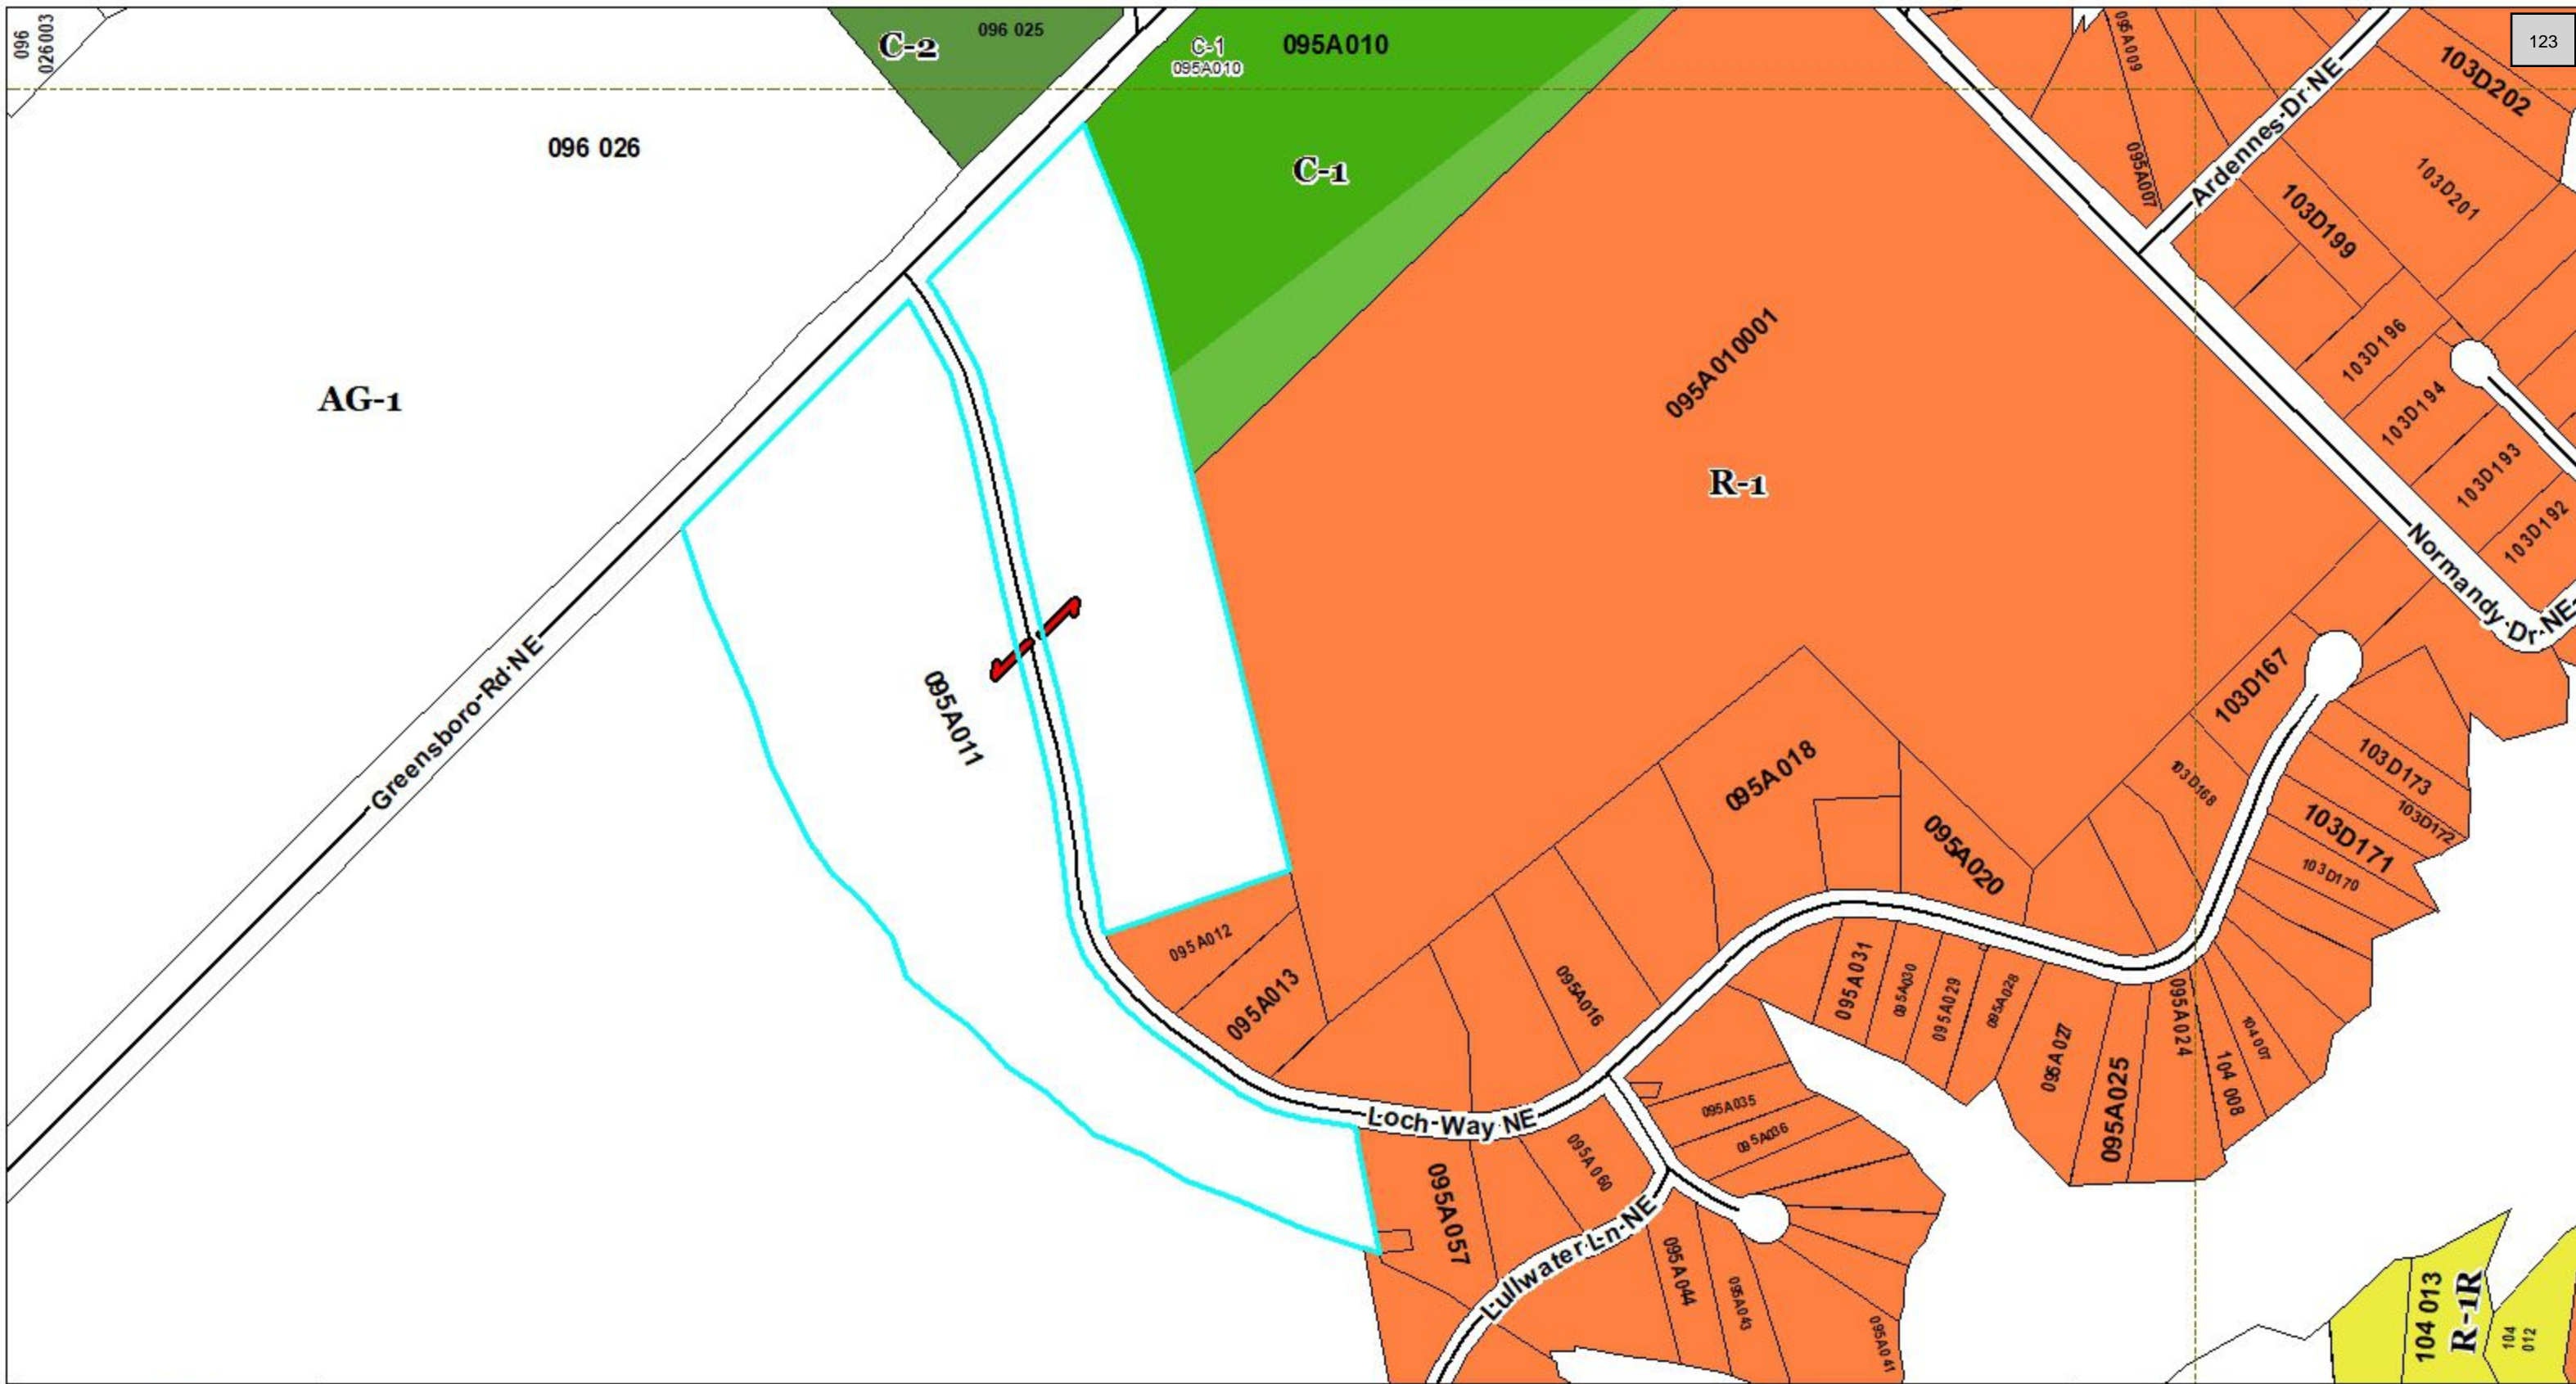 096
026003
C-2
096 025
C-1
095A010
095A010
095A009
103D202
123
096 026
C-1
095A007
Ardennes Dr NE
103D201
103D199
AG-1
095A010001
R-1
103D196
103D194
103D193
103D192
Normandy Dr NE
Greensboro Rd NE
095A011
103D167
103D168
103D173
103D172
103D171
103D170
095A018
095A020
095A012
095A013
095A016
095A031
095A030
095A029
095A028
095A027
095A025
095A024
104 008
104 007
Loch Way NE
095A035
095A036
095A060
095A057
Lullwater Ln NE
095A044
095A043
095A041
104 013
R-1R
104
012